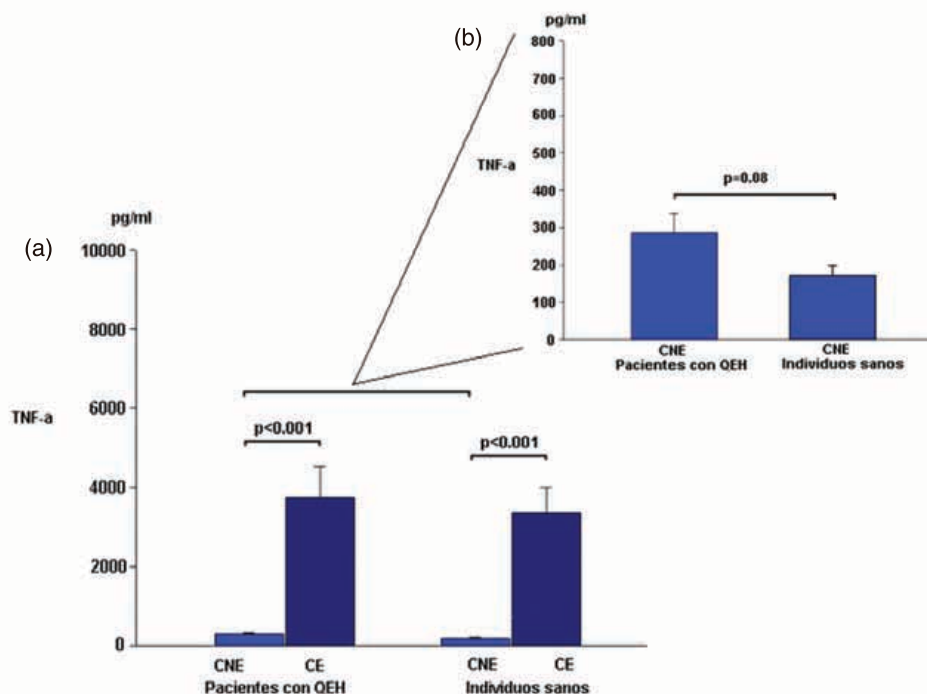 (a)
pg/ml
10000
8000
6000
4000
2000
0
TNF-a
p<0.001
p<0.001
CNE CE CNE CE
Pacientes con QEH Individuos sanos
(b)
pg/ml
800
700
600
500
400
300
200
100
0
TNF-a
p=0.08
CNE CNE
Pacientes con QEH Individuos sanos